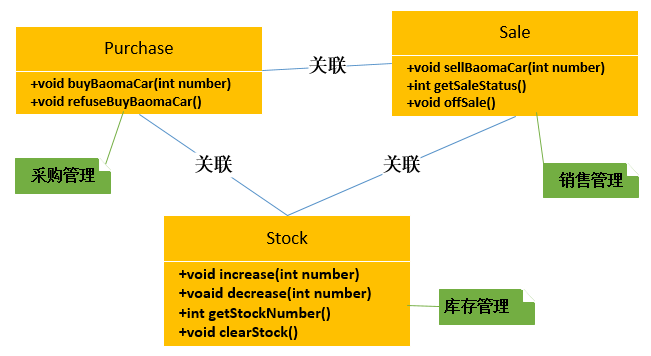 Purchase
+void buyBaomaCar(int number)
+void refuseBuyBaomaCar()
关联
Sale
+void sellBaomaCar(int number)
+int getSaleStatus()
+void offSale()
采购管理
关联
关联
销售管理
Stock
+void increase(int number)
+voaid decrease(int number)
+int getStockNumber()
+void clearStock()
库存管理